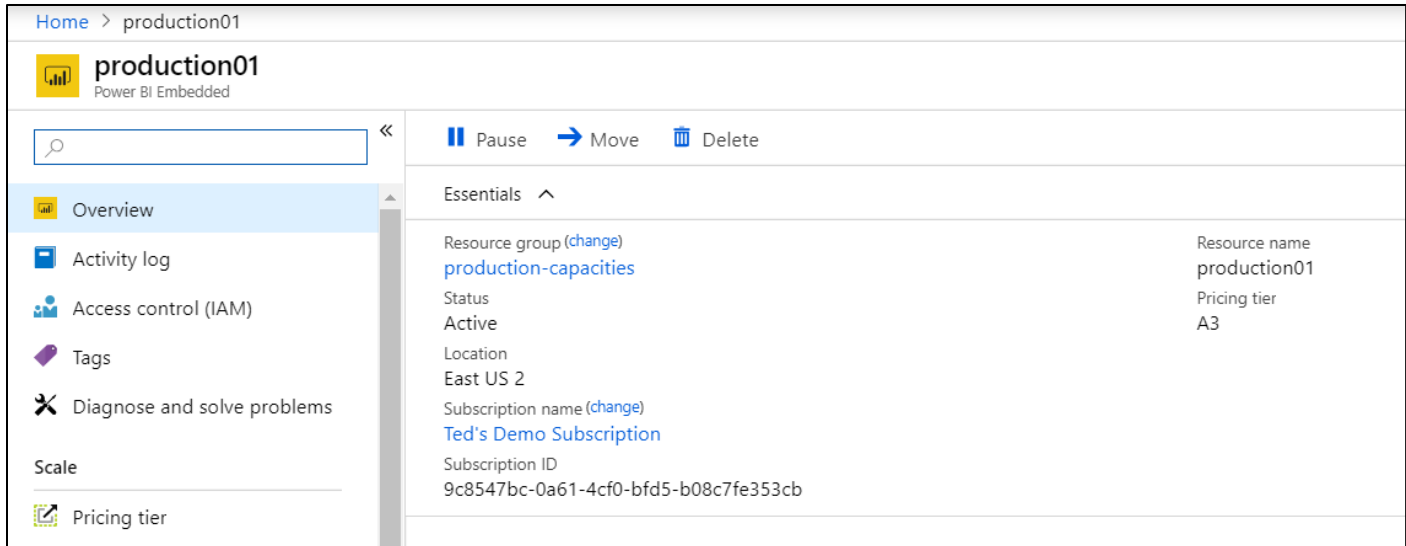 Home > production01
production01
Power BI Embedded
«
Pause Move Delete
Essentials
Overview
Activity log
Access control (IAM)
Tags
Diagnose and solve problems
Scale
Pricing tier
Resource group (change)
production-capacities
Status
Active
Location
East US 2
Subscription name (change)
Ted's Demo Subscription
Subscription ID
9c8547bc-0a61-4cf0-bfd5-b08c7fe353cb
Resource name
production01
Pricing tier
A3